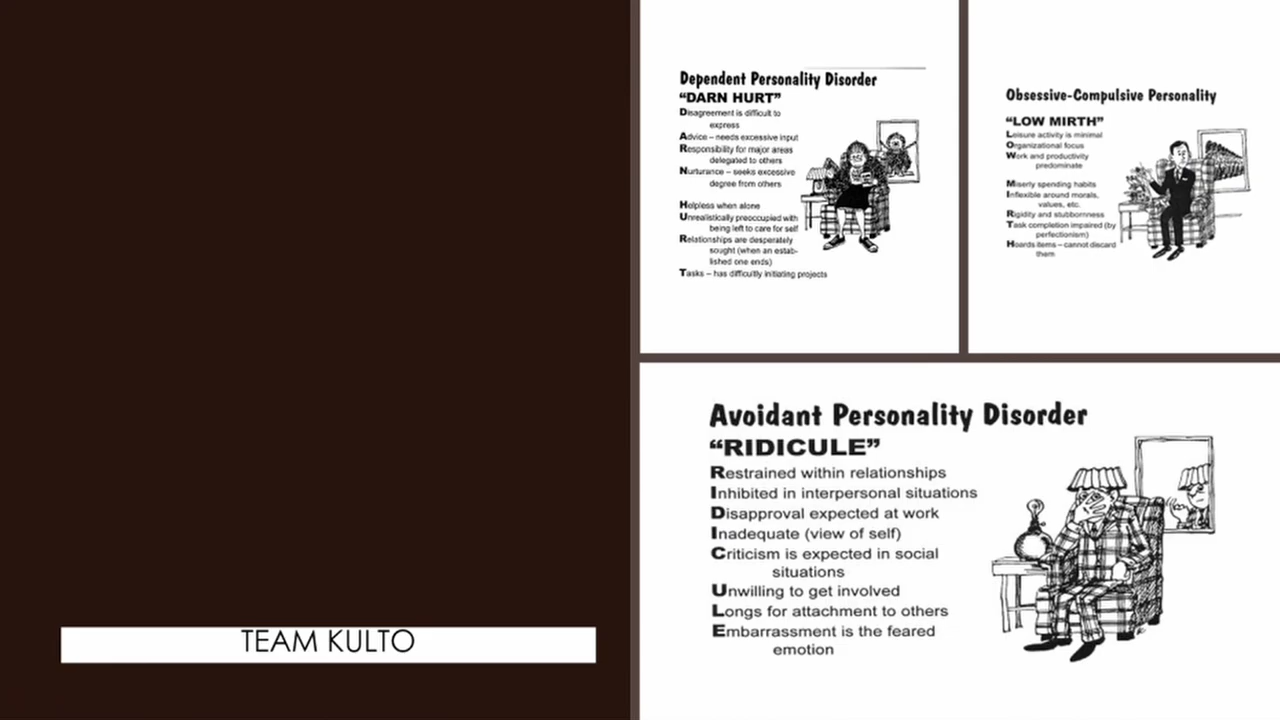 TEAM KULTO
Dependent Personality Disorder
“DARN HURT”
Disagreement is difficult to
express
Advice – needs excessive input
Responsibility for major areas
delegated to others
Nurturance – seeks excessive
degree from others
Helpless when alone
Unrealistically preoccupied with
being left to care for self
Relationships are desperately
sought (when an estab-
lished one ends)
Tasks – has difficultly initiating projects
Obsessive-Compulsive Personality
“LOW MIRTH”
Leisure activity is minimal
Organizational focus
Work and productivity
predominate
Miserly spending habits
Inflexible around morals,
values, etc.
Rigidity and stubbornness
Task completion impaired (by
perfectionism)
Hoards items – cannot discard
them
Avoidant Personality Disorder
“RIDICULE”
Restrained within relationships
Inhibited in interpersonal situations
Disapproval expected at work
Inadequate (view of self)
Criticism is expected in social
situations
Unwilling to get involved
Longs for attachment to others
Embarrassment is the feared
emotion